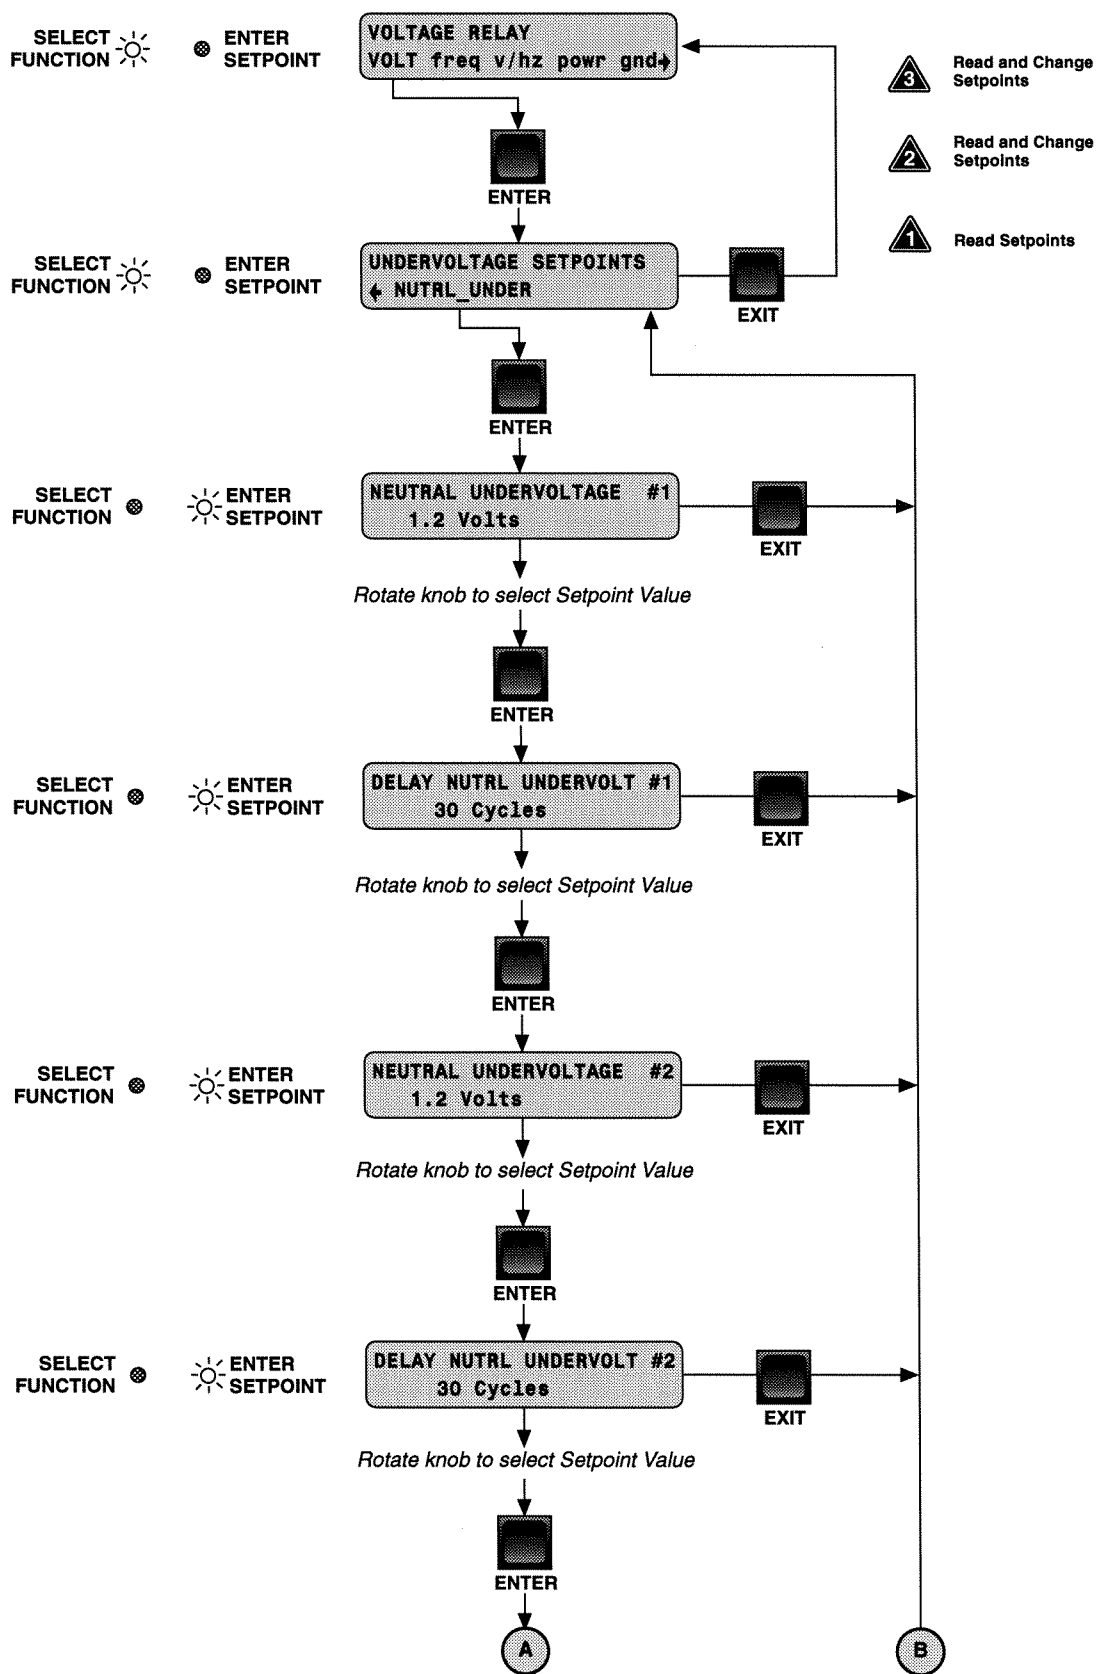 SELECT
FUNCTION
ENTER
SETPOINT
VOLTAGE RELAY
VOLT freq v/hz powr gnd→
3
Read and Change
Setpoints
2
Read and Change
Setpoints
1
Read Setpoints
ENTER
SELECT
FUNCTION
ENTER
SETPOINT
UNDERVOLTAGE SETPOINTS
← NUTRL_UNDER
EXIT
ENTER
SELECT
FUNCTION
ENTER
SETPOINT
NEUTRAL UNDERVOLTAGE #1
1.2 Volts
EXIT
Rotate knob to select Setpoint Value
ENTER
SELECT
FUNCTION
ENTER
SETPOINT
DELAY NUTRL UNDERVOLT #1
30 Cycles
EXIT
Rotate knob to select Setpoint Value
ENTER
SELECT
FUNCTION
ENTER
SETPOINT
NEUTRAL UNDERVOLTAGE #2
1.2 Volts
EXIT
Rotate knob to select Setpoint Value
ENTER
SELECT
FUNCTION
ENTER
SETPOINT
DELAY NUTRL UNDERVOLT #2
30 Cycles
EXIT
Rotate knob to select Setpoint Value
ENTER
A
B